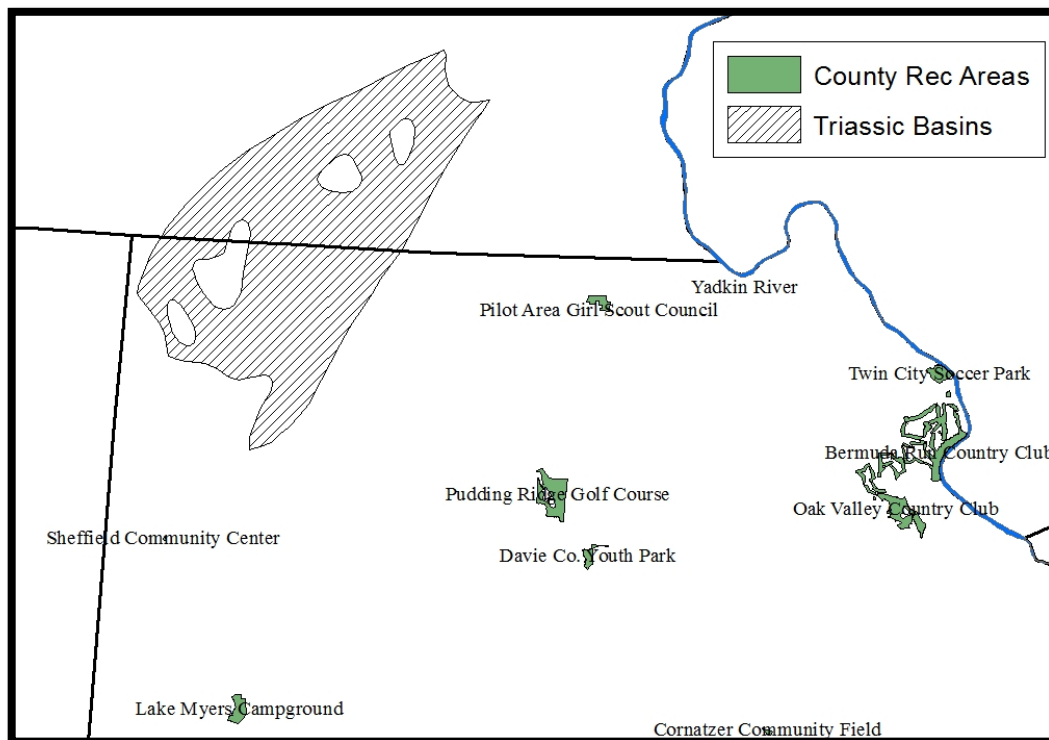 County Rec Areas
Triassic Basins
Yadkin River
Pilot Area Girl Scout Council
Twin City Soccer Park
Bermuda Run Country Club
Pudding Ridge Golf Course
Oak Valley Country Club
Sheffield Community Center
Davie Co. Youth Park
Lake Myers Campground
Cornatzer Community Field